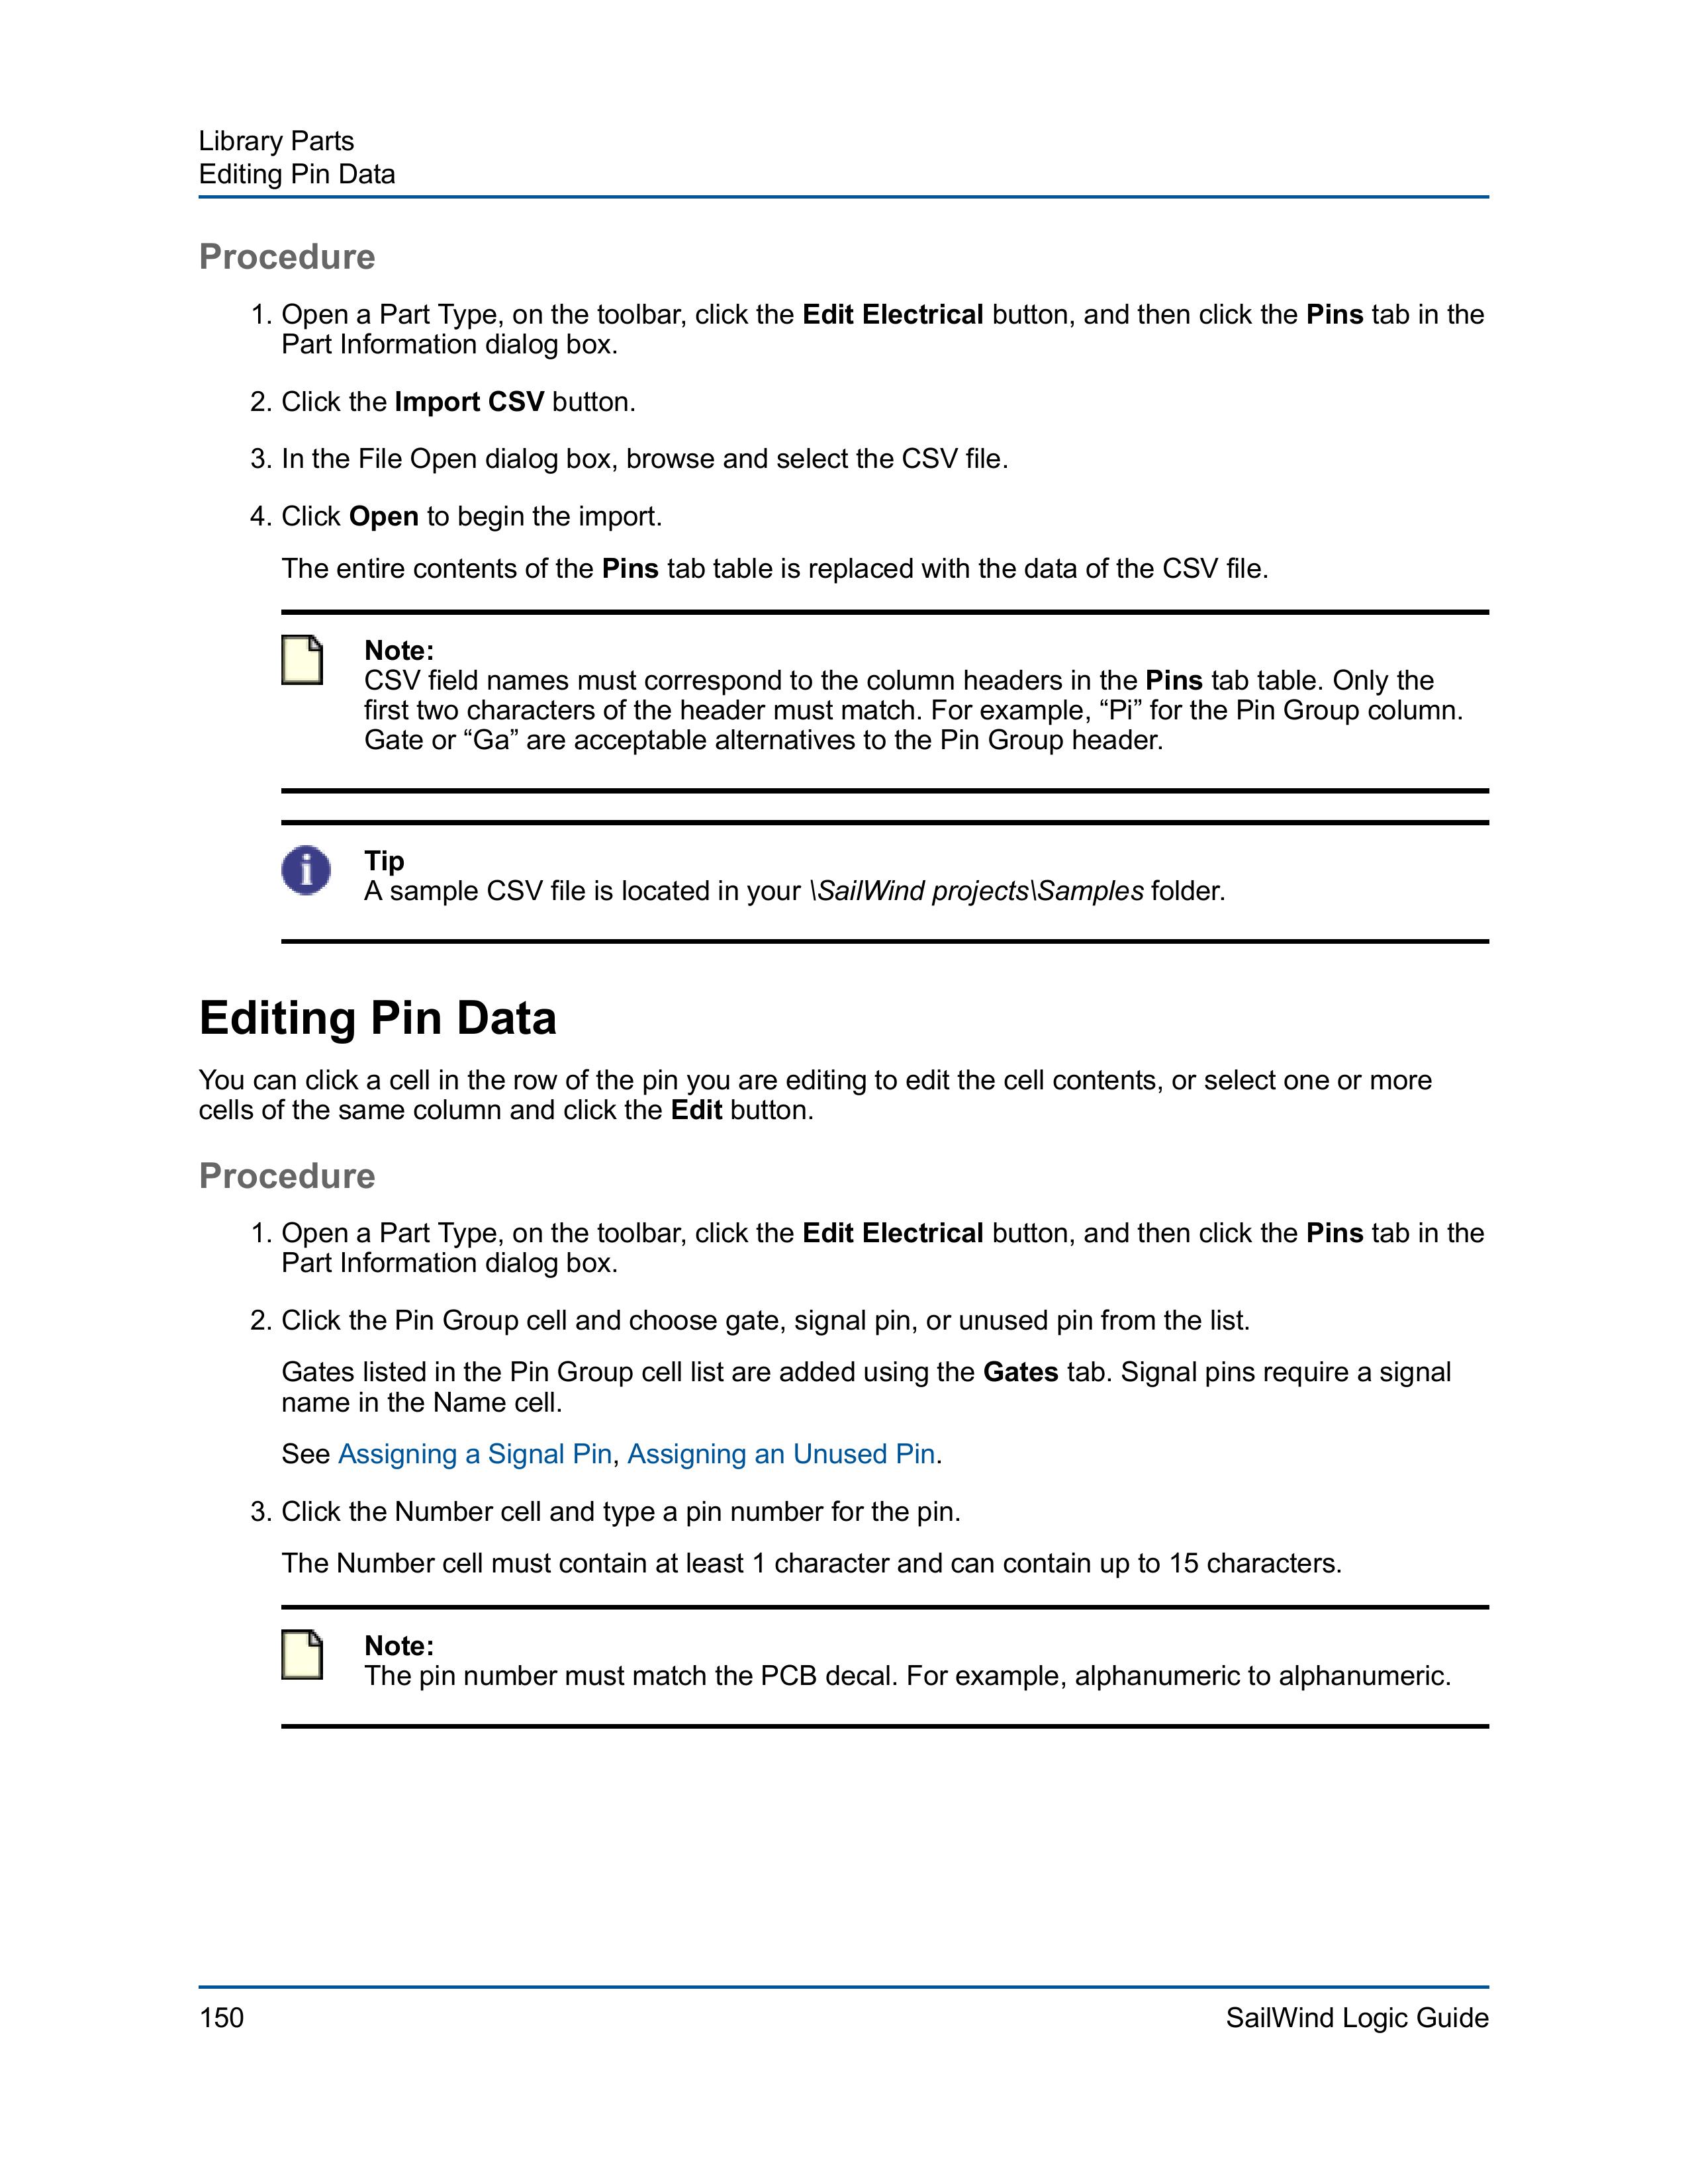 Library Parts
Editing Pin Data
Procedure
1. Open a Part Type, on the toolbar, click the Edit Electrical button, and then click the Pins tab in the
Part Information dialog box.
2. Click the Import CSV button.
3. In the File Open dialog box, browse and select the CSV file.
4. Click Open to begin the import.
The entire contents of the Pins tab table is replaced with the data of the CSV file.
Note:
CSV field names must correspond to the column headers in the Pins tab table. Only the
first two characters of the header must match. For example, “Pi” for the Pin Group column.
Gate or “Ga” are acceptable alternatives to the Pin Group header.
Tip
A sample CSV file is located in your \SailWind projects\Samples folder.
Editing Pin Data
You can click a cell in the row of the pin you are editing to edit the cell contents, or select one or more
cells of the same column and click the Edit button.
Procedure
1. Open a Part Type, on the toolbar, click the Edit Electrical button, and then click the Pins tab in the
Part Information dialog box.
2. Click the Pin Group cell and choose gate, signal pin, or unused pin from the list.
Gates listed in the Pin Group cell list are added using the Gates tab. Signal pins require a signal
name in the Name cell.
See Assigning a Signal Pin, Assigning an Unused Pin.
3. Click the Number cell and type a pin number for the pin.
The Number cell must contain at least 1 character and can contain up to 15 characters.
Note:
The pin number must match the PCB decal. For example, alphanumeric to alphanumeric.
150
SailWind Logic Guide